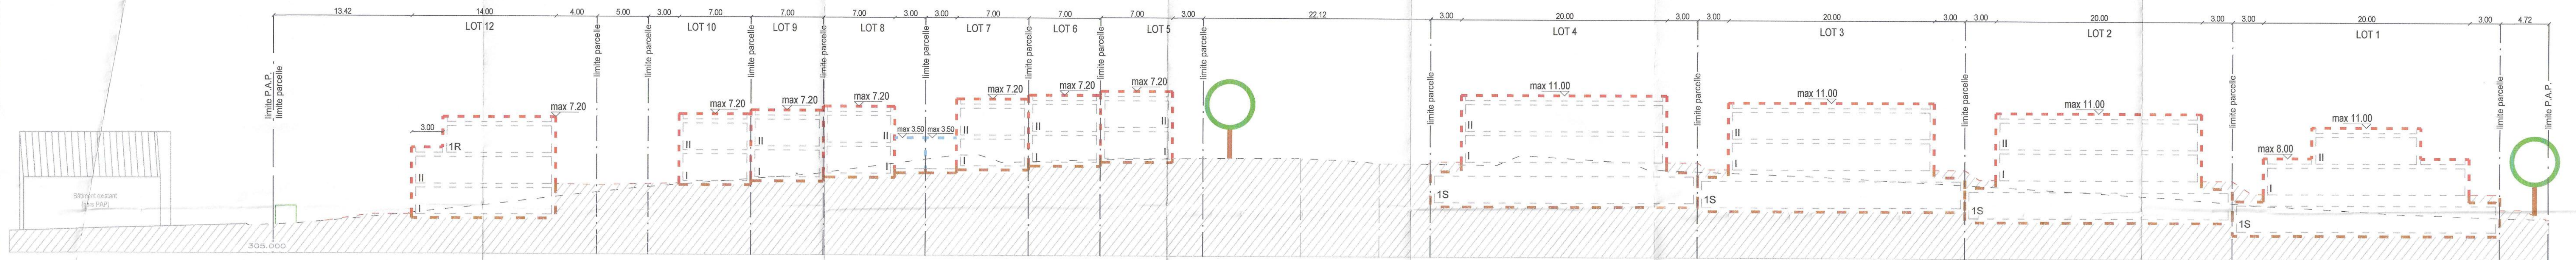 13.42 14.00 4.00 5.00 3.00 7.00 7.00 7.00 3.00 3.00 7.00 7.00 7.00 3.00 22.12 3.00 20.00 3.00 3.00 20.00 3.00 3.00 20.00 3.00 3.00 20.00 3.00 4.72
LOT 12 LOT 10 LOT 9 LOT 8 LOT 7 LOT 6 LOT 5 LOT 4 LOT 3 LOT 2 LOT 1
limite P.A.P.
limite parcelle
limite parcelle
limite parcelle
limite parcelle
limite parcelle
limite parcelle
limite parcelle
limite parcelle
limite parcelle
limite parcelle
limite parcelle
limite parcelle
limite parcelle
limite parcelle
limite P.A.P.
max 7.20
3.00
1R
II
I
max 7.20
II
I
max 7.20
II
I
max 7.20
II
I
max 3.50
max 3.50
max 7.20
II
I
max 7.20
II
I
max 7.20
II
I
max 11.00
II
I
1S
max 11.00
II
I
1S
max 11.00
II
I
1S
max 11.00
max 8.00
II
I
1S
Bâtiment existant
(hors PAP)
305.000